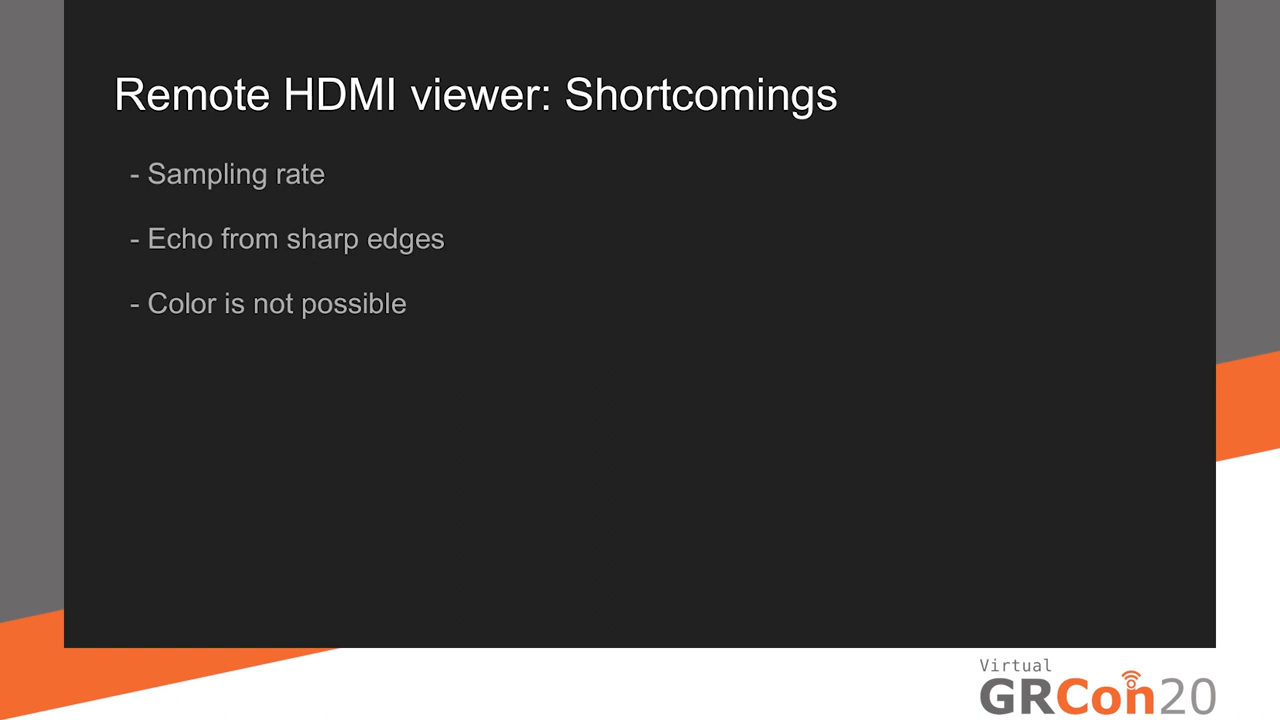 Remote HDMI viewer: Shortcomings
- Sampling rate
- Echo from sharp edges
- Color is not possible
Virtual
GRCon20